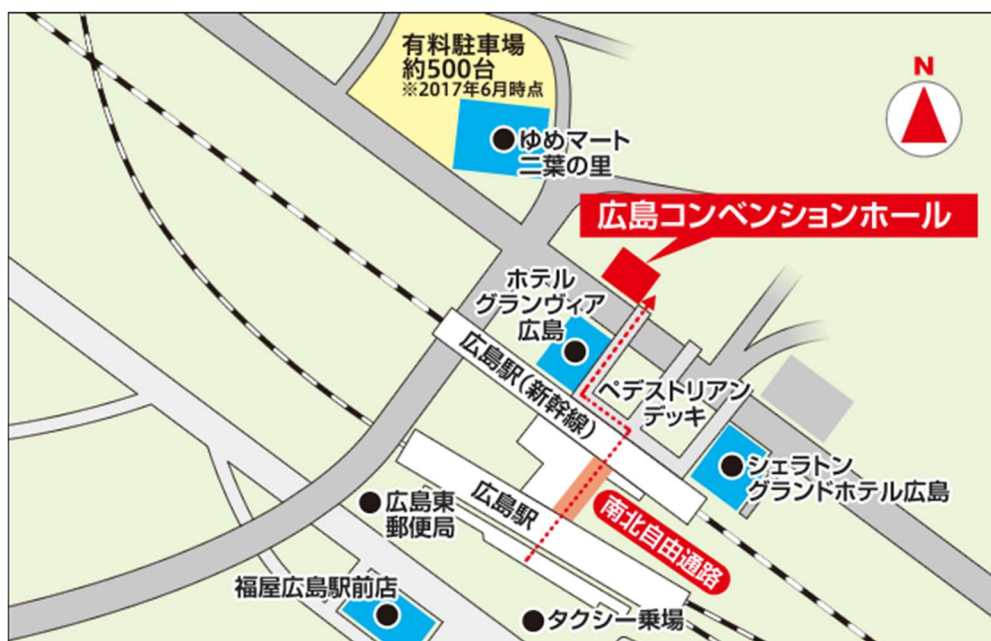 有料駐車場
約500台
※2017年6月時点
N
ゆめマート
二葉の里
広島コンベンションホール
ホテル
グランヴィア
広島
広島駅(新幹線)
ペデストリアン
デッキ
シェラトン
グランドホテル広島
広島駅
南北自由通路
広島東
郵便局
福屋広島駅前店
タクシー乗場